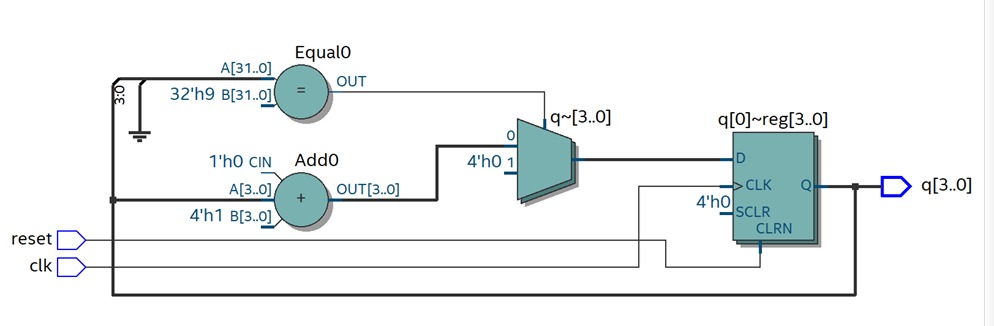 Equal0
A[31..0]
3:0
32'h9 B[31..0]
=
OUT
q~[3..0]
0
4'h0 1
1'h0 CIN
Add0
A[3..0]
4'h1 B[3..0]
+
OUT[3..0]
q[0]~reg[3..0]
D
CLK
4'h0
SCLR
CLRN
Q
q[3..0]
reset
clk